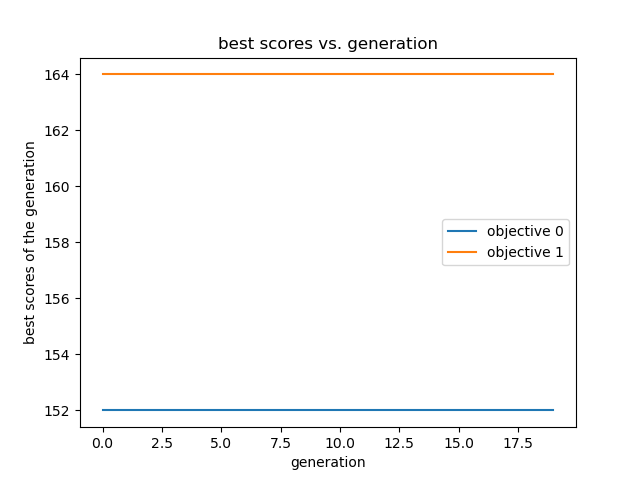 best scores vs. generation
best scores of the generation
164
162
160
158
156
154
152
objective 0
objective 1
0.0 2.5 5.0 7.5 10.0 12.5 15.0 17.5
generation